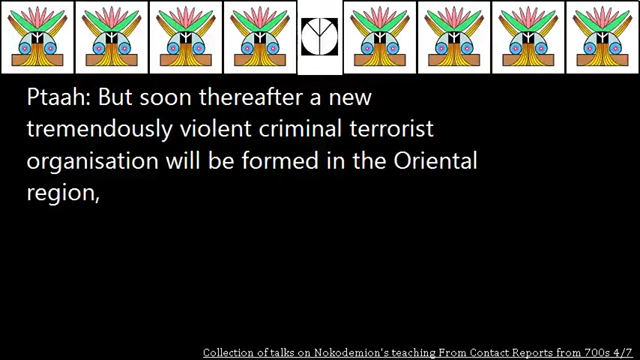 Ptaah: But soon thereafter a new
tremendously violent criminal terrorist
organisation will be formed in the Oriental
region,
Collection of talks on Nokodemion's teaching From Contact Reports from 700s 4/7